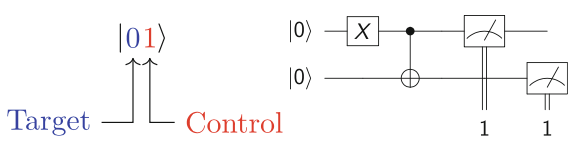 |01⟩
Target
Control
|0⟩ X
|0⟩
1 1